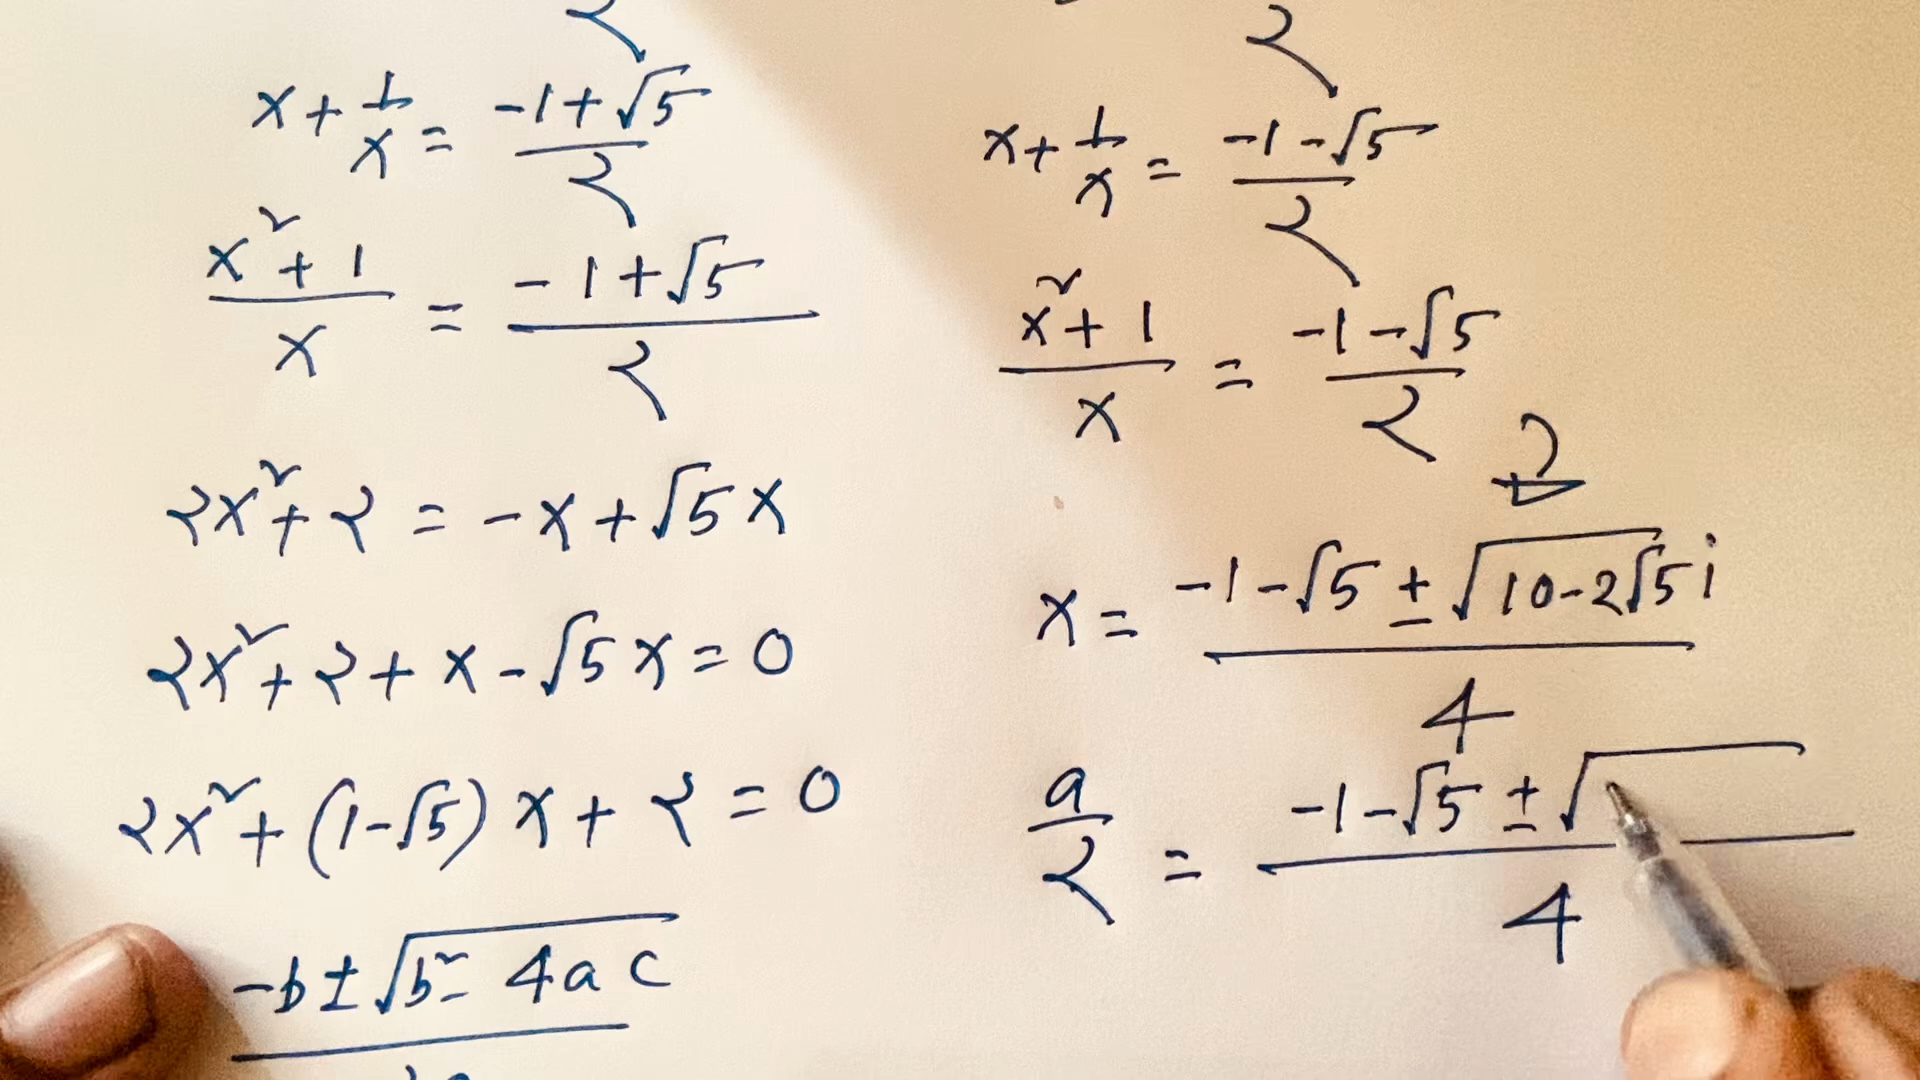 x + 1/x = (-1+√5)/2
(x²+1)/x = (-1+√5)/2
2x²+2 = -x+√5x
2x²+2+x-√5x=0
2x²+(1-√5)x+2=0
-b±√(b²-4ac)
2
x + 1/x = (-1-√5)/2
(x²+1)/x = (-1-√5)/2
x = (-1-√5±√(10-2√5)i)/4
a/2 = (-1-√5±√)/4